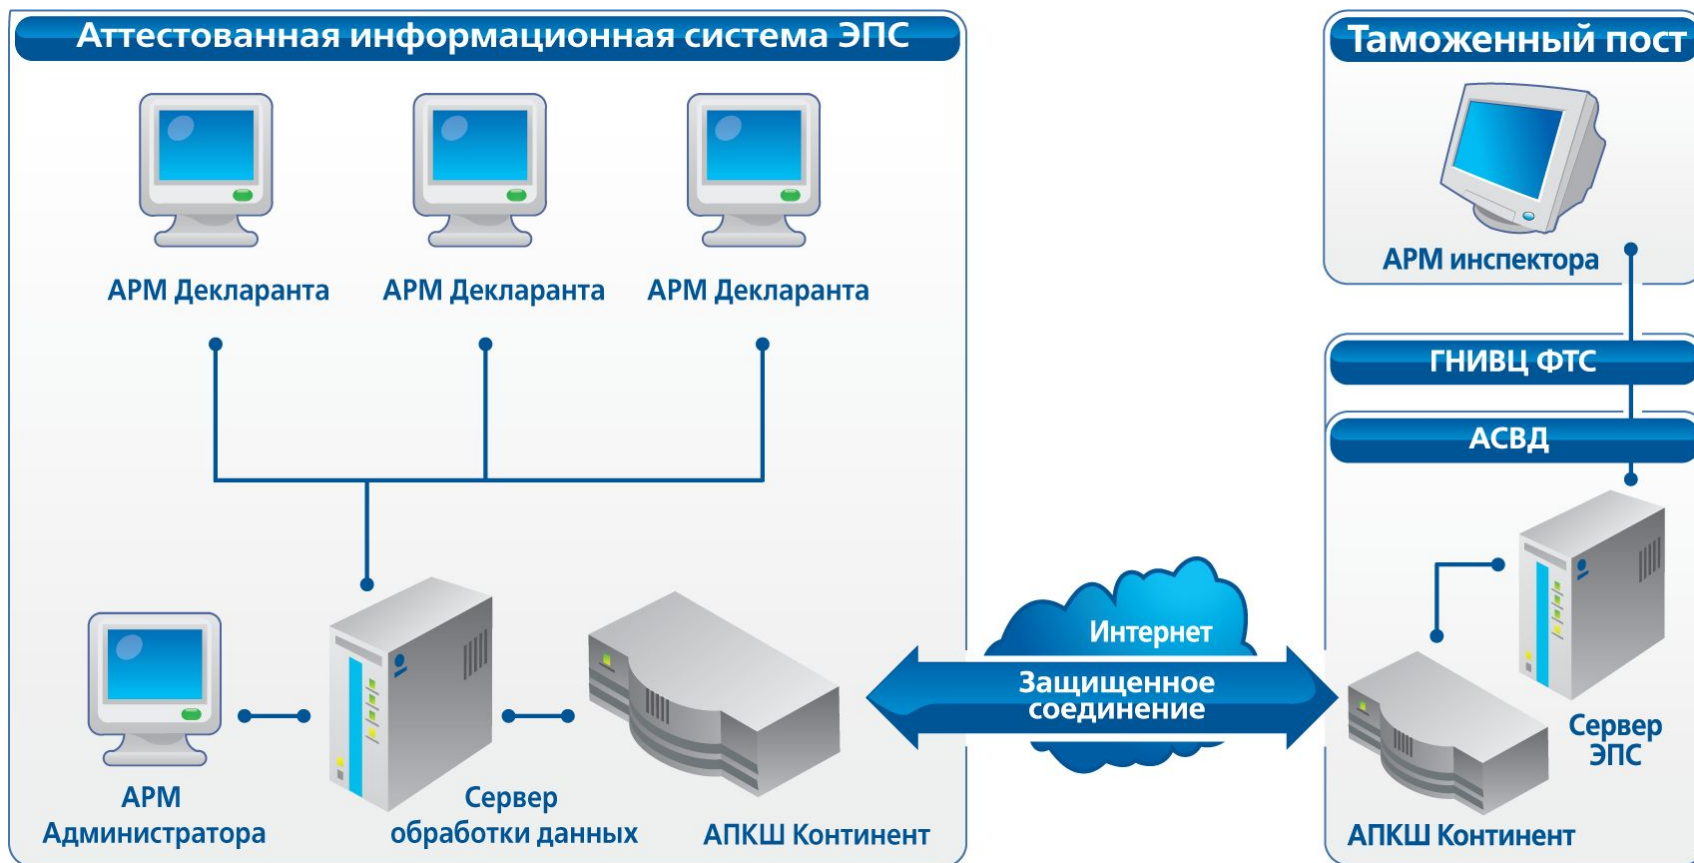 Аттестованная информационная система ЭПС
АРМ Декларанта
АРМ Декларанта
АРМ Декларанта
АРМ
Администратора
Сервер
обработки данных
АПКШ Континент
Интернет
Защищенное
соединение
Таможенный пост
АРМ инспектора
ГНИВЦ ФТС
АСВД
Сервер
ЭПС
АПКШ Континент